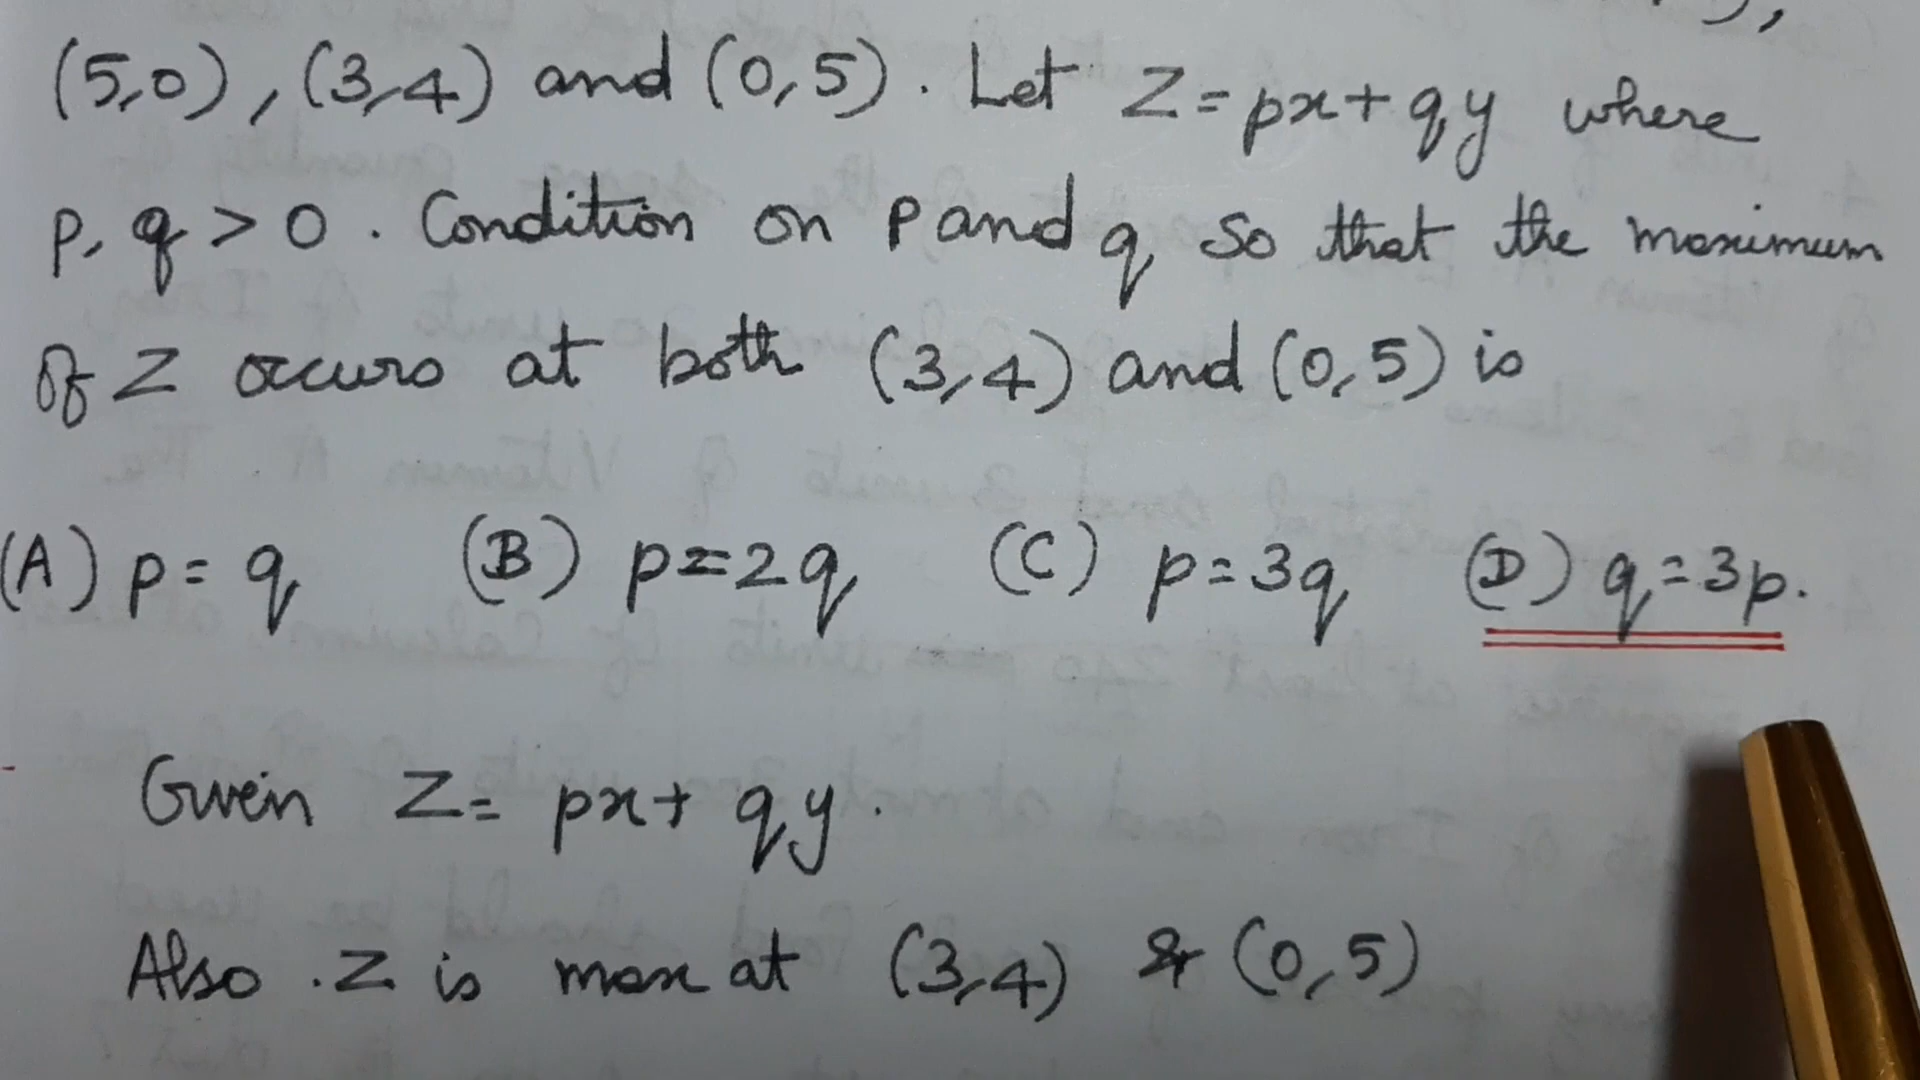 (5,0), (3,4) and (0,5). Let Z = px + qy where
p, q > 0. Condition on p and q so that the maximum
of Z occurs at both (3,4) and (0,5) is
(A) p = q (B) p = 2q (C) p = 3q (D) q = 3p.
Given Z = px + qy.
Also . Z is max at (3,4) & (0,5)